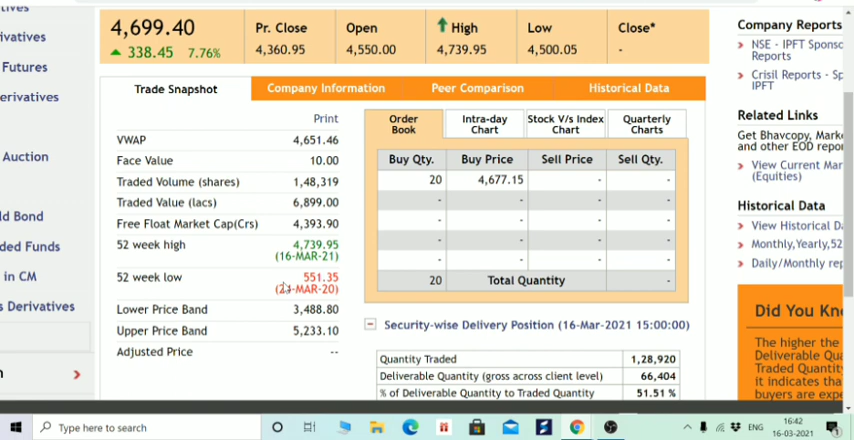 tives
ivatives
Futures
erivatives
Auction
ld Bond
ded Funds
in CM
s Derivatives
4,699.40
338.45 7.76%
Pr. Close
4,360.95
Open
4,550.00
High
4,739.95
Low
4,500.05
Close*
-
Trade Snapshot
Company Information
Peer Comparison
Historical Data
Print
VWAP 4,651.46
Face Value 10.00
Traded Volume (shares) 1,48,319
Traded Value (lacs) 6,899.00
Free Float Market Cap(Crs) 4,393.90
52 week high 4,739.95
(16-MAR-21)
52 week low 551.35
-MAR-20)
Lower Price Band 3,488.80
Upper Price Band 5,233.10
Adjusted Price --
Order
Book
Intra-day
Chart
Stock V/s Index
Chart
Quarterly
Charts
Buy Qty. Buy Price Sell Price Sell Qty.
20 4,677.15 - -
- - - -
- - - -
- - - -
- - - -
20 Total Quantity -
Security-wise Delivery Position (16-Mar-2021 15:00:00)
Quantity Traded 1,28,920
Deliverable Quantity (gross across client level) 66,404
% of Deliverable Quantity to Traded Quantity 51.51 %
Company Reports
NSE - IPFT Sponso
Reports
Crisil Reports - Sp
IPFT
Related Links
Get Bhavcopy, Mark
and other EOD repo
View Current Mar
(Equities)
Historical Data
View Historical Da
Monthly,Yearly,52
Daily/Monthly rep
Did You Kn
The higher the
Deliverable Qua
Traded Quantit
it indicates tha
buyers are expe
Type here to search
ENG
16:42
16-03-2021